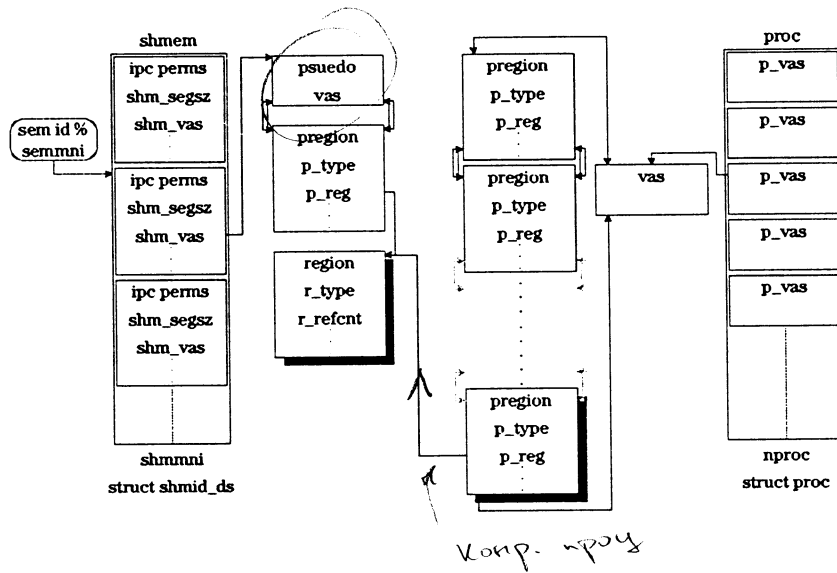 shmem
ipc perms
shm_segsz
shm_vas
ipc perms
shm_segsz
shm_vas
ipc perms
shm_segsz
shm_vas
shmmni
struct shmid_ds
sem id %
semmni
psuedo
vas
pregion
p_type
p_reg
region
r_type
r_refcnt
pregion
p_type
p_reg
pregion
p_type
p_reg
pregion
p_type
p_reg
vas
proc
p_vas
p_vas
p_vas
p_vas
p_vas
nproc
struct proc